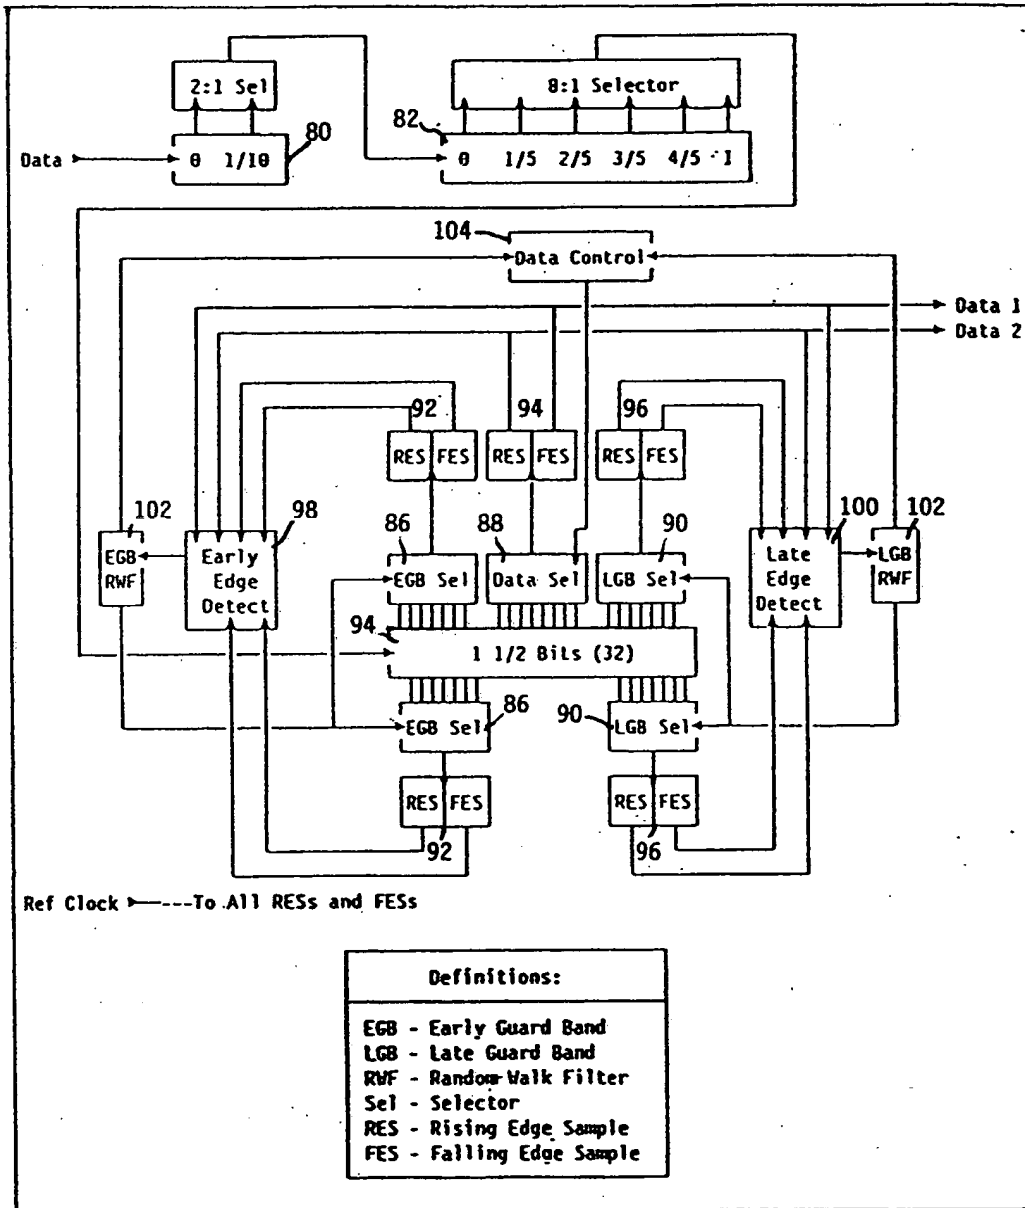 2:1 Sel
8:1 Selector
80
82
Data
0 1/10
0 1/5 2/5 3/5 4/5 1
104
Data Control
Data 1
Data 2
92
94
96
RES FES
RES FES
RES FES
102
98
86
88
90
100
102
EGB
RWF
Early
Edge
Detect
EGB Sel
Data Sel
LGB Sel
Late
Edge
Detect
LGB
RWF
94
1 1/2 Bits (32)
86
90
EGB Sel
LGB Sel
RES FES
RES FES
92
96
Ref Clock ---To All RESs and FESs
Definitions:
EGB - Early Guard Band
LGB - Late Guard Band
RWF - Random-Walk Filter
Sel - Selector
RES - Rising Edge Sample
FES - Falling Edge Sample